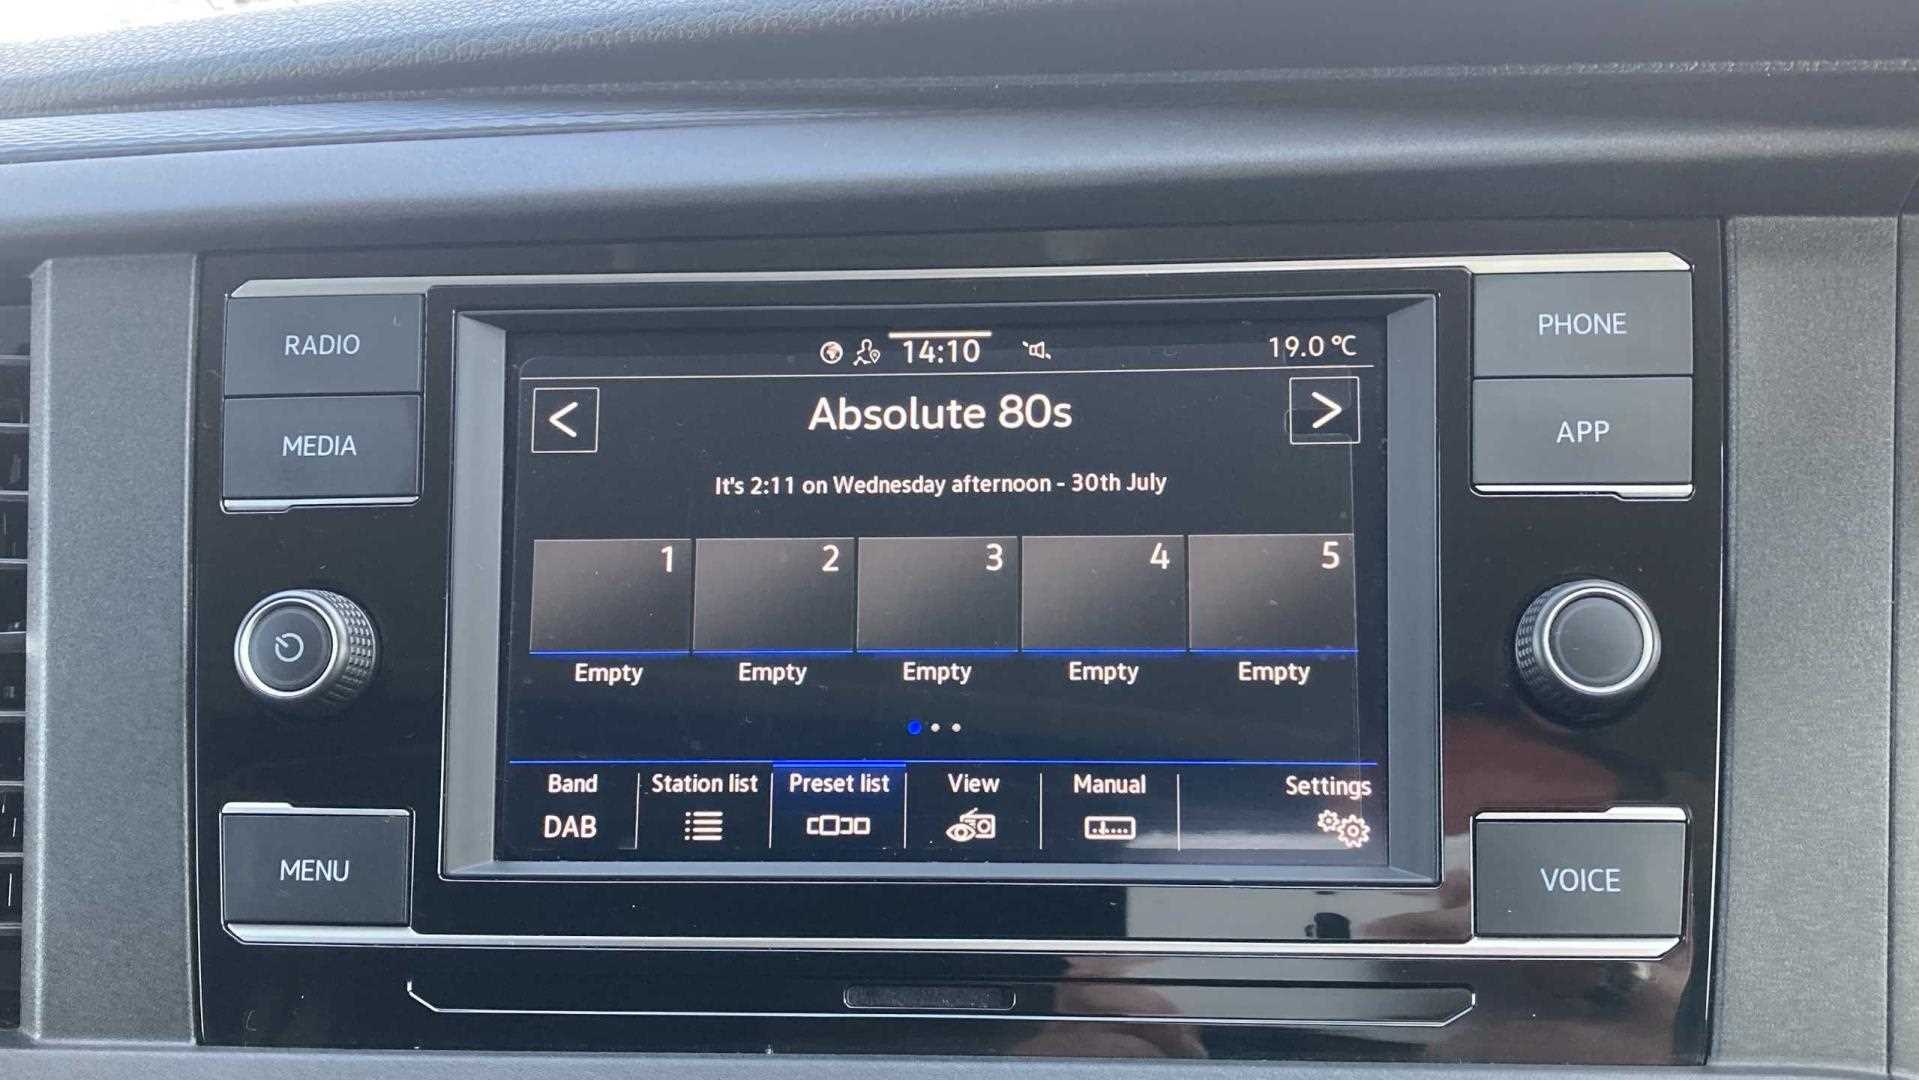 RADIO
MEDIA
MENU
14:10
19.0 °C
<
Absolute 80s
>
It's 2:11 on Wednesday afternoon - 30th July
1 2 3 4 5
Empty Empty Empty Empty Empty
Band Station list Preset list View Manual Settings
DAB
PHONE
APP
VOICE